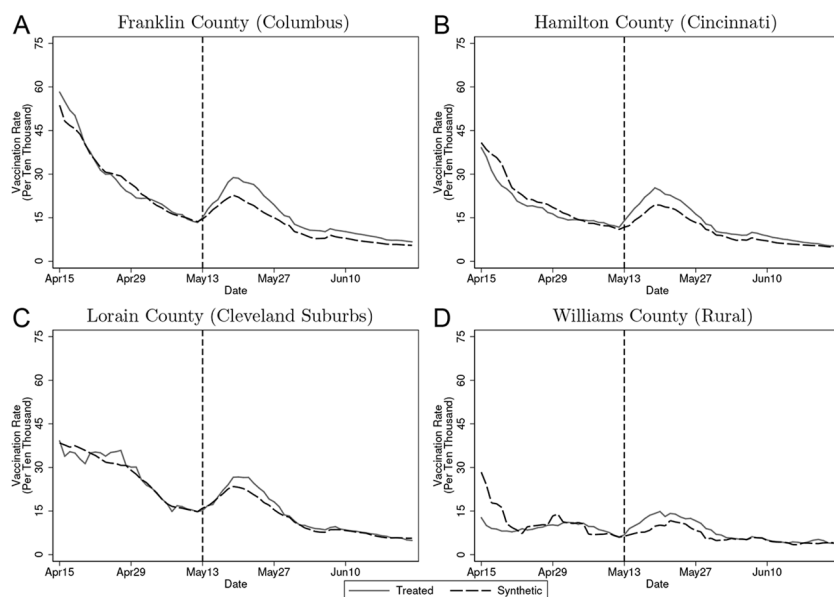 A
Franklin County (Columbus)
Vaccination Rate
(Per Ten Thousand)
75
60
45
30
15
0
Apr15
Apr29
May13
May27
Jun10
Date
B
Hamilton County (Cincinnati)
Vaccination Rate
(Per Ten Thousand)
75
60
45
30
15
0
Apr15
Apr29
May13
May27
Jun10
Date
C
Lorain County (Cleveland Suburbs)
Vaccination Rate
(Per Ten Thousand)
75
60
45
30
15
0
Apr15
Apr29
May13
May27
Jun10
Date
D
Williams County (Rural)
Vaccination Rate
(Per Ten Thousand)
75
60
45
30
15
0
Apr15
Apr29
May13
May27
Jun10
Date
Treated
Synthetic